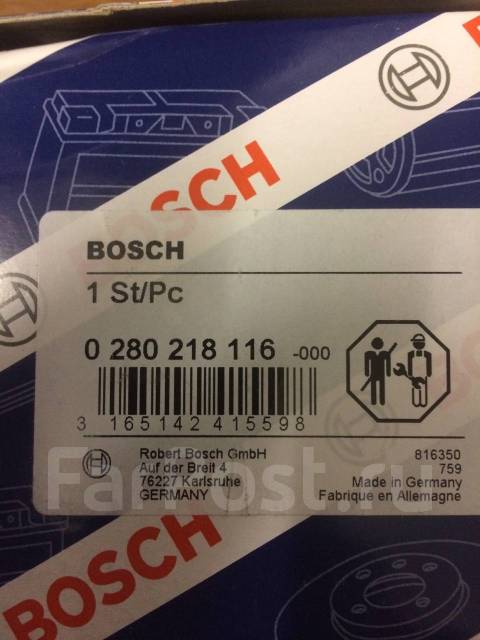 BOSCH
BOSCH
BOSCH
1 St/Pc
0 280 218 116 -000
3 165142 415598
Robert Bosch GmbH
Auf der Breit 4
76227 Karlsruhe
GERMANY
816350
759
Made in Germany
Fabrique en Allemagne
FarPost.ru
BOSCH